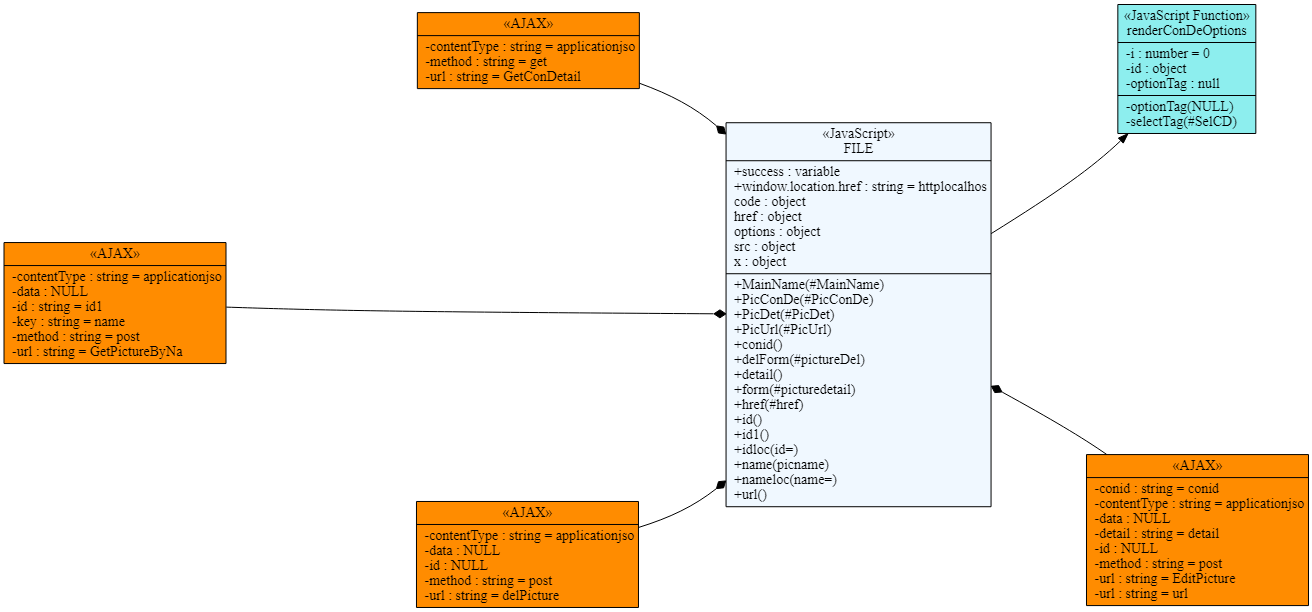 «AJAX»
-contentType : string = applicationjso
-method : string = get
-url : string = GetConDetail
«JavaScript Function»
renderConDeOptions
-i : number = 0
-id : object
-optionTag : null
-optionTag(NULL)
-selectTag(#SelCD)
«JavaScript»
FILE
+success : variable
+window.location.href : string = httplocalhos
code : object
href : object
options : object
src : object
x : object
+MainName(#MainName)
+PicConDe(#PicConDe)
+PicDet(#PicDet)
+PicUrl(#PicUrl)
+conid()
+delForm(#pictureDel)
+detail()
+form(#picturedetail)
+href(#href)
+id()
+id1()
+idloc(id=)
+name(picname)
+nameloc(name=)
+url()
«AJAX»
-contentType : string = applicationjso
-data : NULL
-id : string = id1
-key : string = name
-method : string = post
-url : string = GetPictureByNa
«AJAX»
-contentType : string = applicationjso
-data : NULL
-id : NULL
-method : string = post
-url : string = delPicture
«AJAX»
-conid : string = conid
-contentType : string = applicationjso
-data : NULL
-detail : string = detail
-id : NULL
-method : string = post
-url : string = EditPicture
-url : string = url